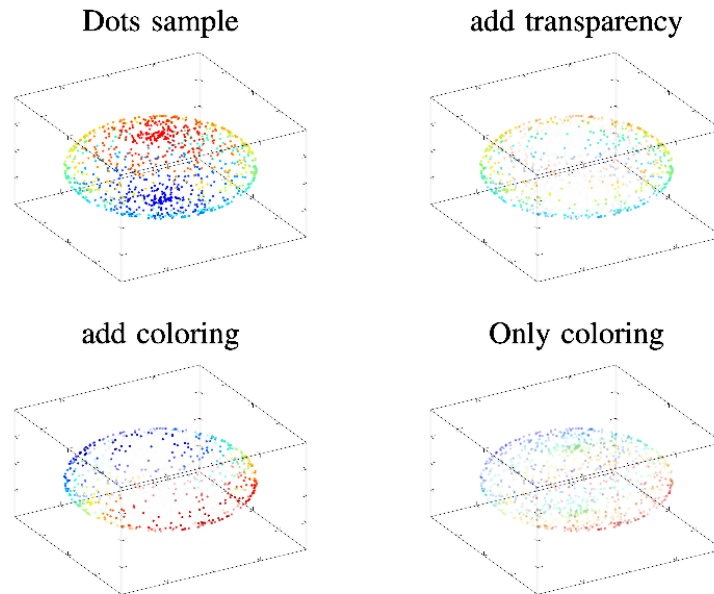 Dots sample
add transparency
add coloring
Only coloring